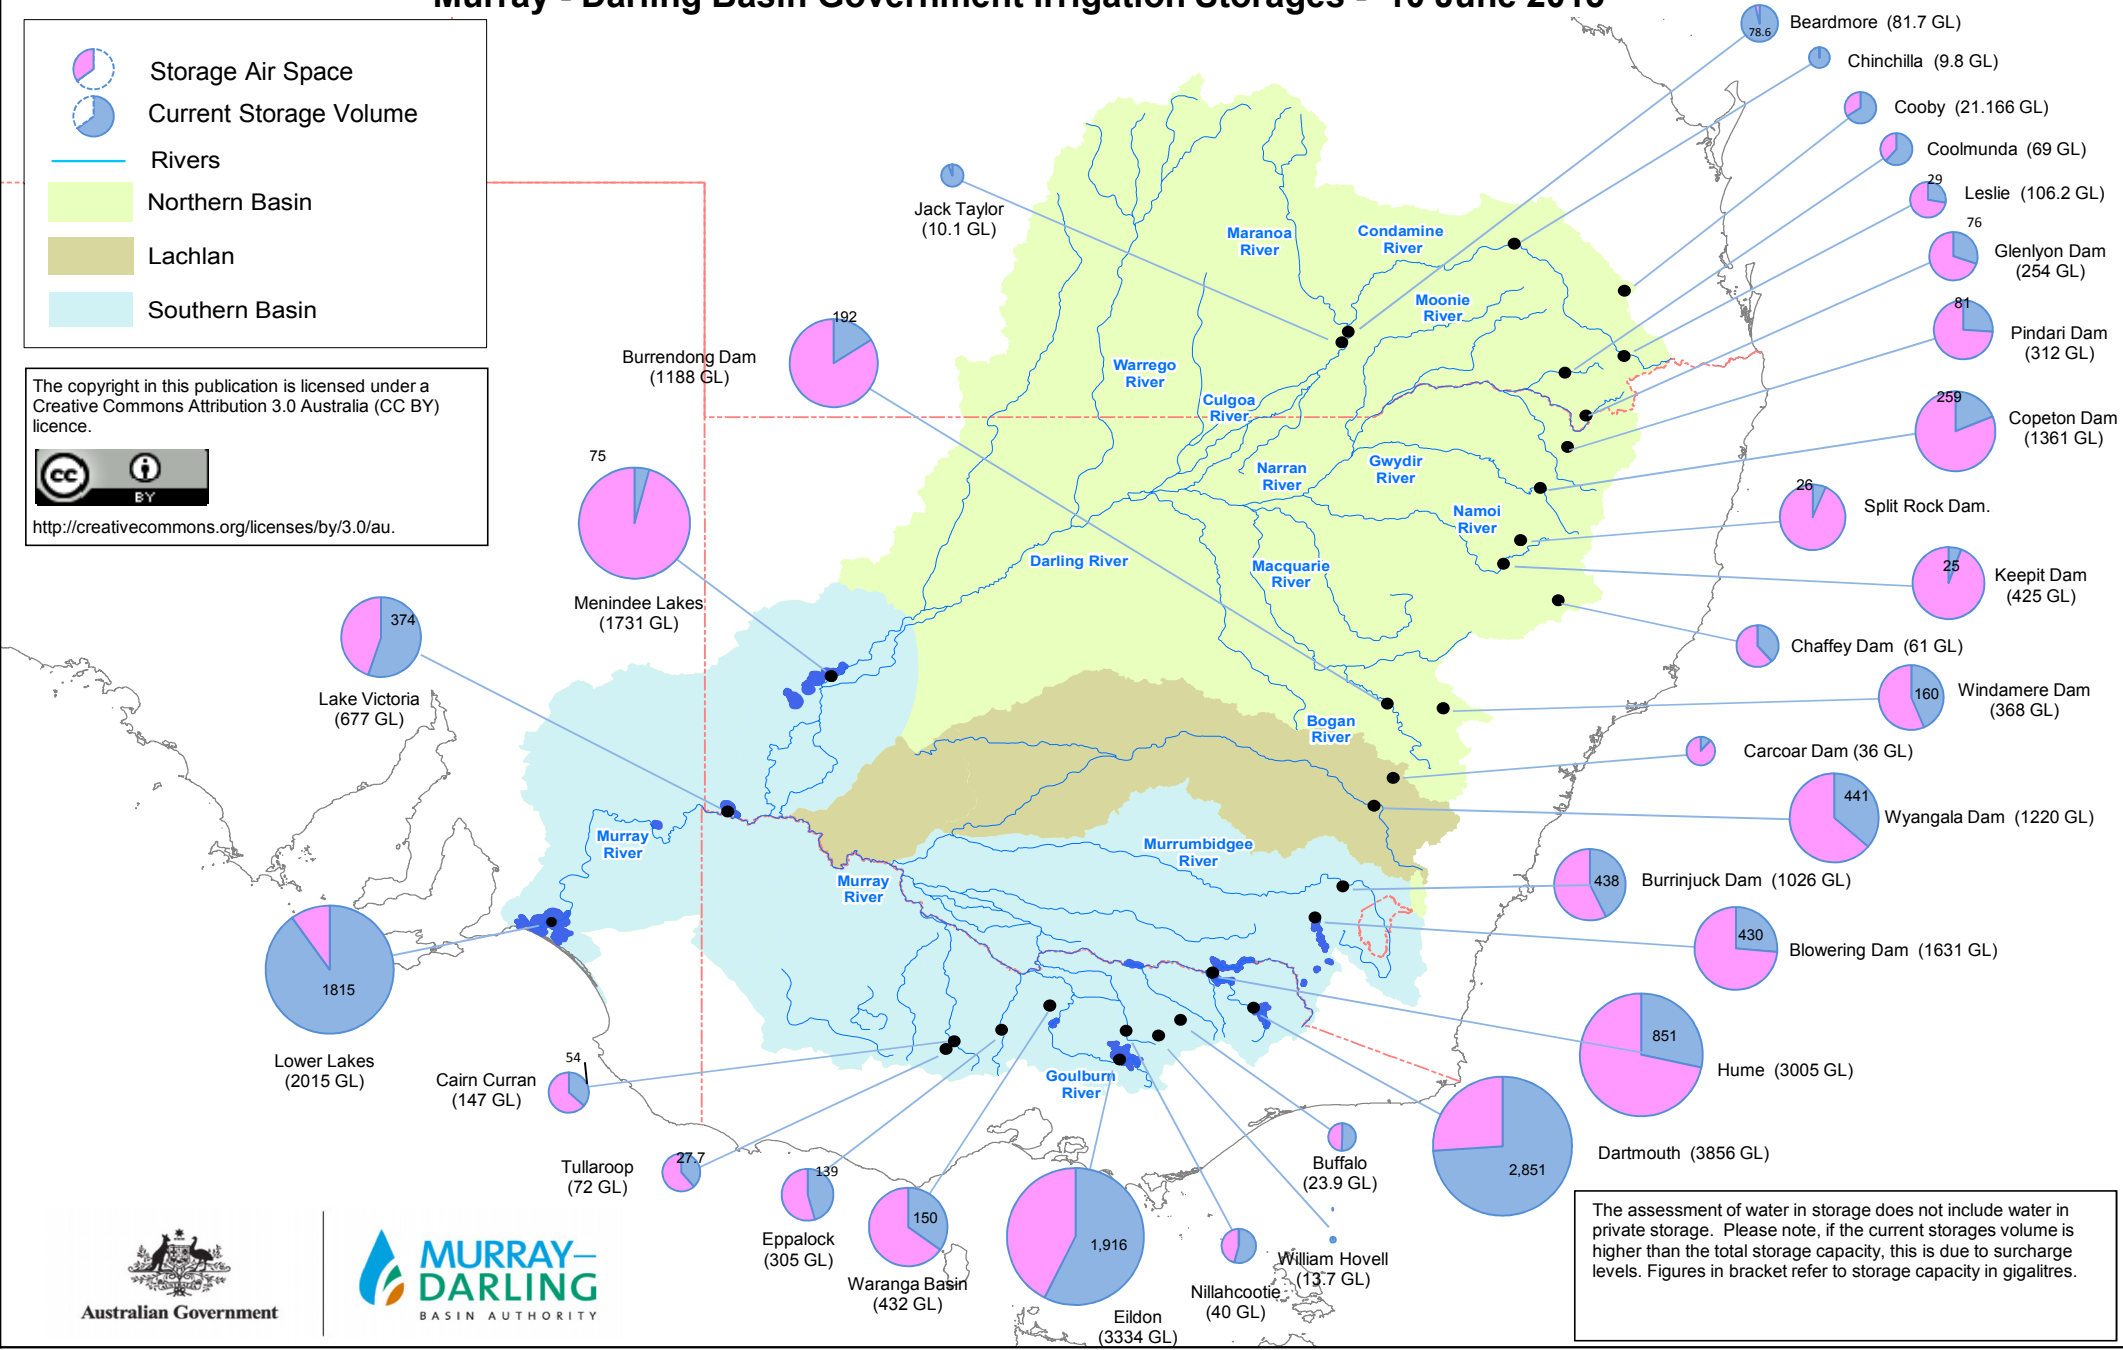 Murray - Darling Basin Government Irrigation Storages -
Storage Air Space
Current Storage Volume
Rivers
Northern Basin
Lachlan
Southern Basin
The copyright in this publication is licensed under a
Creative Commons Attribution 3.0 Australia (CC BY)
licence.
cc
BY
http://creativecommons.org/licenses/by/3.0/au.
78.6
Beardmore (81.7 GL)
Chinchilla (9.8 GL)
Cooby (21.166 GL)
Coolmunda (69 GL)
29
Leslie (106.2 GL)
76
Glenlyon Dam
(254 GL)
81
Pindari Dam
(312 GL)
259
Copeton Dam
(1361 GL)
26
Split Rock Dam.
25
Keepit Dam
(425 GL)
Chaffey Dam (61 GL)
160
Windamere Dam
(368 GL)
Carcoar Dam (36 GL)
441
Wyangala Dam (1220 GL)
438
Burrinjuck Dam (1026 GL)
430
Blowering Dam (1631 GL)
851
Hume (3005 GL)
2,851
Dartmouth (3856 GL)
Jack Taylor
(10.1 GL)
192
Burrendong Dam
(1188 GL)
75
Menindee Lakes
(1731 GL)
374
Lake Victoria
(677 GL)
1815
Lower Lakes
(2015 GL)
54
Cairn Curran
(147 GL)
27.7
Tullaroop
(72 GL)
139
Eppalock
(305 GL)
150
Waranga Basin
(432 GL)
1,916
Eildon
(3334 GL)
Nillahcootie
(40 GL)
William Hovell
(13.7 GL)
Buffalo
(23.9 GL)
Maranoa
River
Condamine
River
Moonie
River
Warrego
River
Culgoa
River
Narran
River
Gwydir
River
Namoi
River
Darling River
Macquarie
River
Bogan
River
Murray
River
Murray
River
Murrumbidgee
River
Goulburn
River
Australian Government
MURRAY–
DARLING
BASIN AUTHORITY
The assessment of water in storage does not include water in
private storage. Please note, if the current storages volume is
higher than the total storage capacity, this is due to surcharge
levels. Figures in bracket refer to storage capacity in gigalitres.